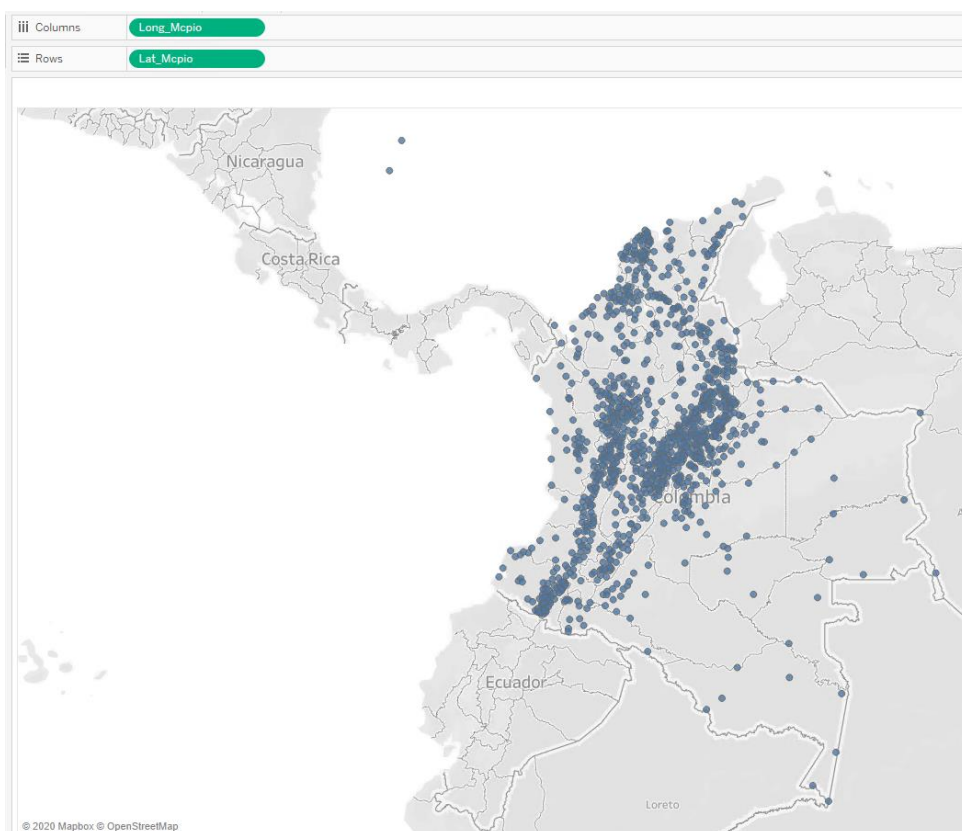 Columns Long_Mcpio
Rows Lat_Mcpio
Nicaragua
Costa Rica
Colombia
Ecuador
Loreto
© 2020 Mapbox © OpenStreetMap